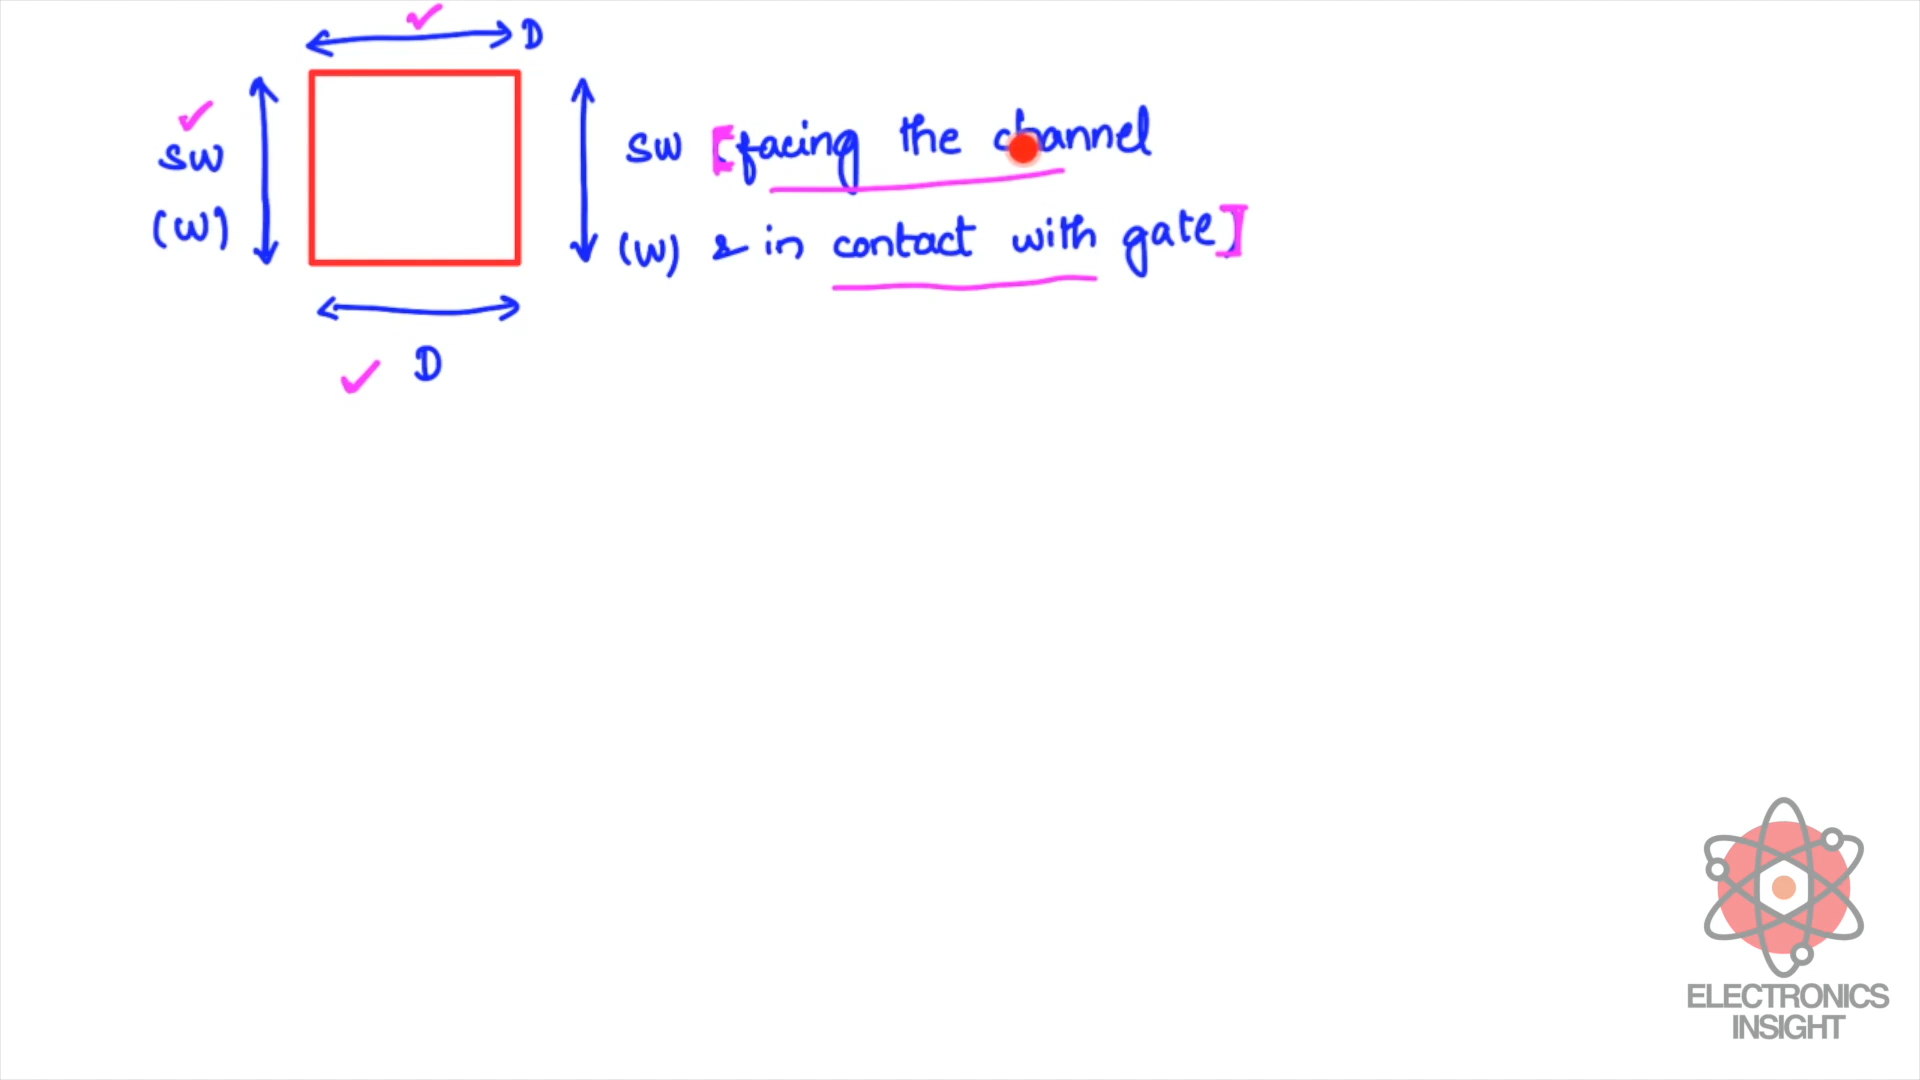 D
SW
(W)
SW [facing the channel
(W) & in contact with gate]
D
ELECTRONICS
INSIGHT